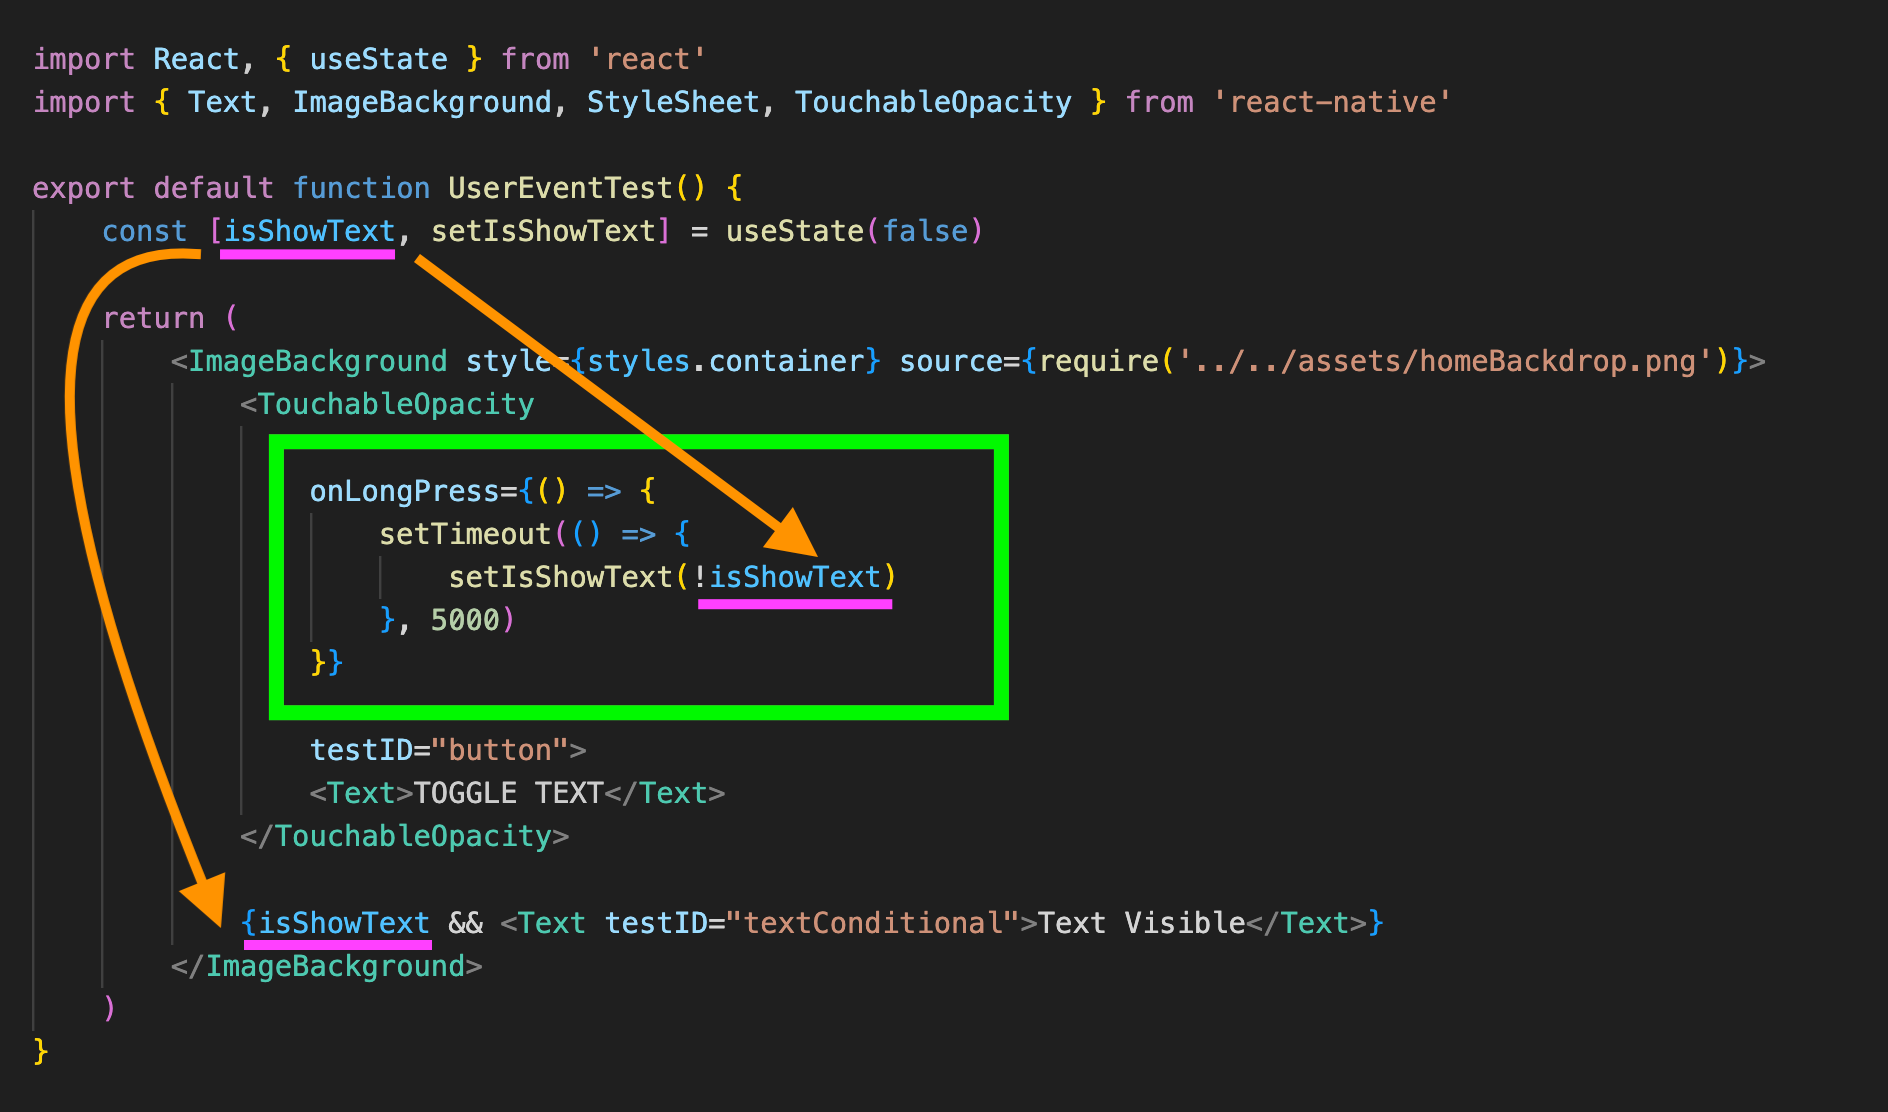 import React, { useState } from 'react'
import { Text, ImageBackground, StyleSheet, TouchableOpacity } from 'react-native'
export default function UserEventTest() {
const [isShowText, setIsShowText] = useState(false)
return (
<ImageBackground style={styles.container} source={require('../../assets/homeBackdrop.png')}>
<TouchableOpacity
onLongPress={() => {
setTimeout(() => {
setIsShowText(!isShowText)
}, 5000)
}}
testID="button">
<Text>TOGGLE TEXT</Text>
</TouchableOpacity>
{isShowText && <Text testID="textConditional">Text Visible</Text>}
</ImageBackground>
)
}